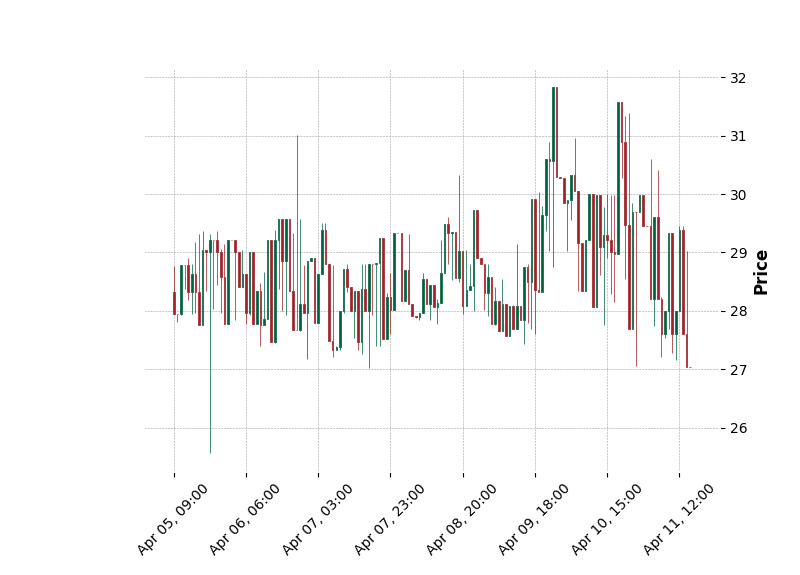 32
31
30
29
28
27
26
Price
Apr 05, 09:00
Apr 06, 06:00
Apr 07, 03:00
Apr 07, 23:00
Apr 08, 20:00
Apr 09, 18:00
Apr 10, 15:00
Apr 11, 12:00